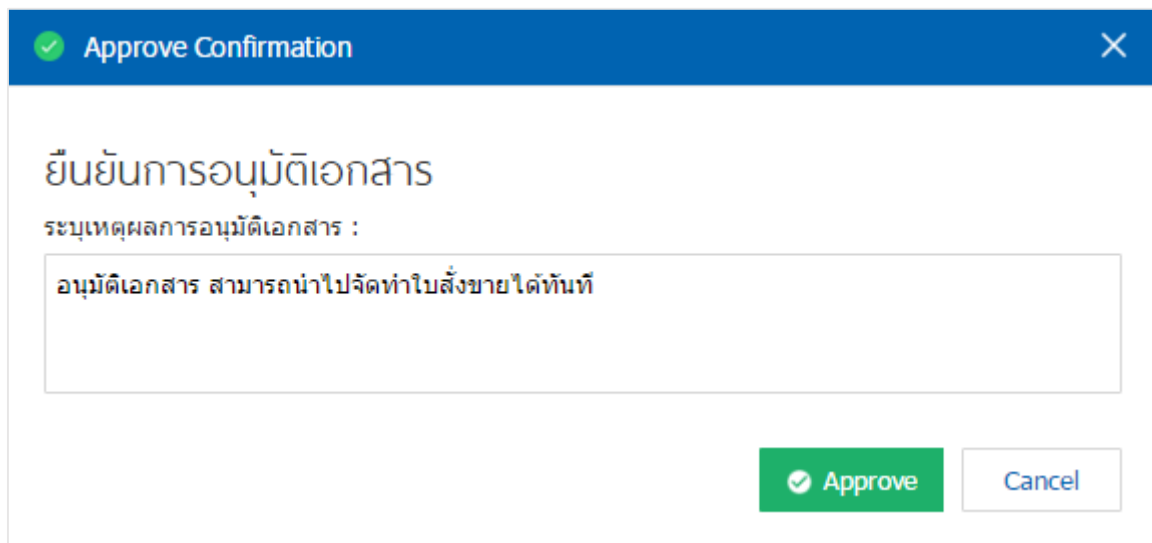 Approve Confirmation
ยืนยันการอนุมัติเอกสาร
ระบุเหตุผลการอนุมัติเอกสาร :
อนุมัติเอกสาร สามารถนำไปจัดทำใบสั่งขายได้ทันที
Approve Cancel